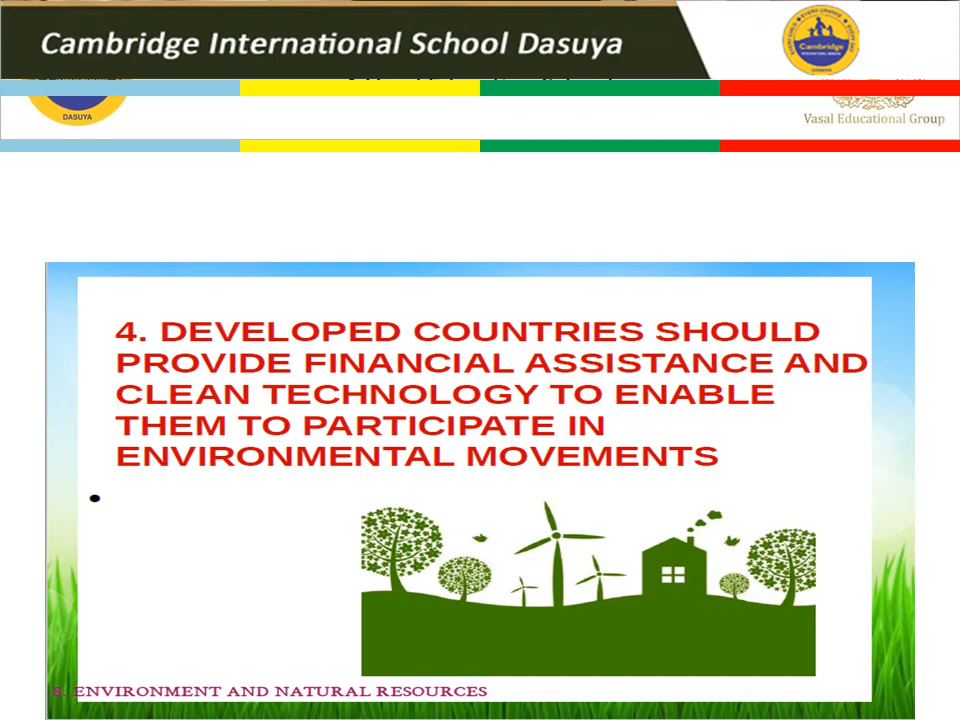 Cambridge International School Dasuya
Cambridge
DASUYA
Vasal Educational Group
4. DEVELOPED COUNTRIES SHOULD
PROVIDE FINANCIAL ASSISTANCE AND
CLEAN TECHNOLOGY TO ENABLE
THEM TO PARTICIPATE IN
ENVIRONMENTAL MOVEMENTS
•
8. ENVIRONMENT AND NATURAL RESOURCES